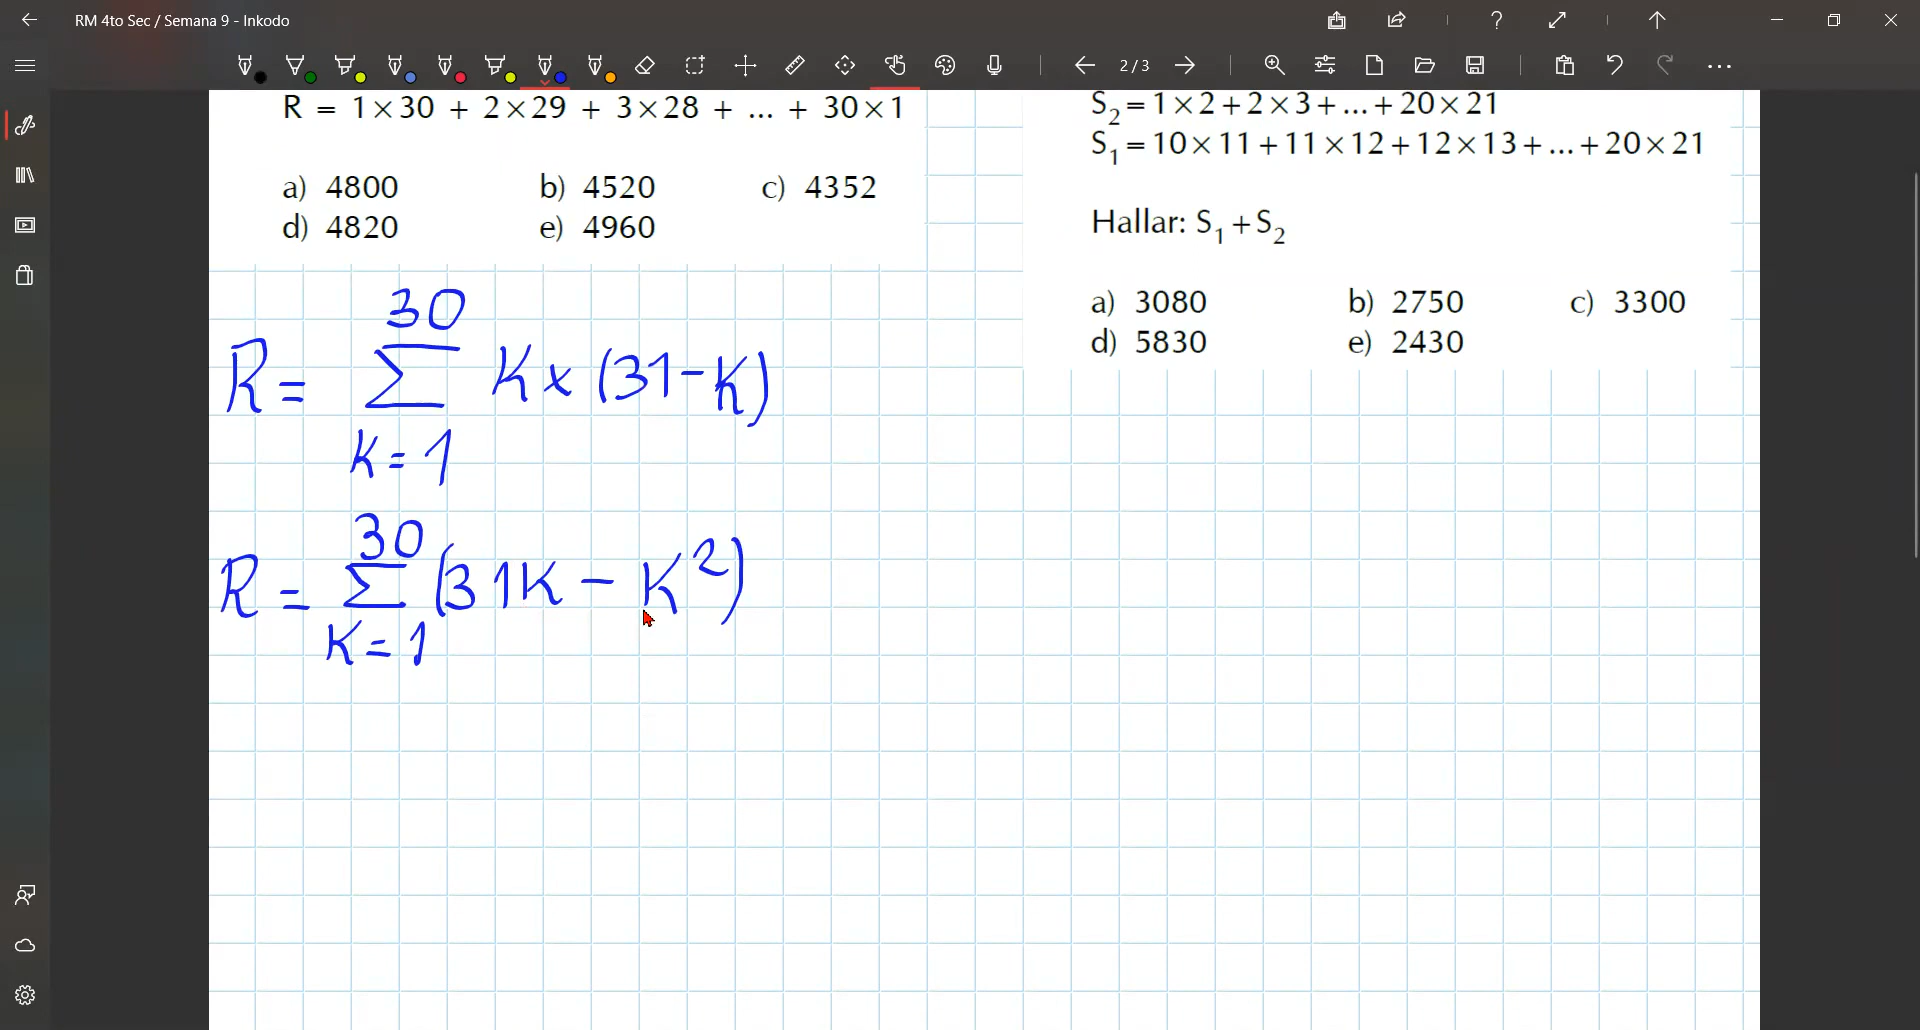 RM 4to Sec / Semana 9 - Inkodo
2 / 3
R = 1×30 + 2×29 + 3×28 + ... + 30×1
a) 4800 b) 4520 c) 4352
d) 4820 e) 4960
30
R = Σ K x (31-K)
K = 1
30
R = Σ (31K - K²)
K = 1
S₂ = 1×2+2×3+...+20×21
S₁ = 10×11+11×12+12×13+...+20×21
Hallar: S₁+S₂
a) 3080 b) 2750 c) 3300
d) 5830 e) 2430